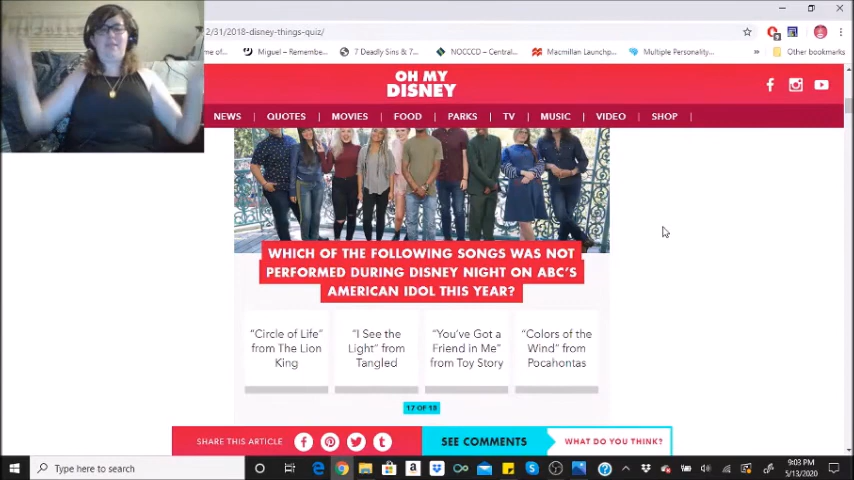 2/31/2018-disney-things-quiz/
me of...
Miguel – Remembe...
7 Deadly Sins & 7...
NOCCCD – Central...
Macmillan Launchp...
Multiple Personality...
»
Other bookmarks
OH MY
DISNEY
NEWS | QUOTES | MOVIES | FOOD | PARKS | TV | MUSIC | VIDEO | SHOP |
WHICH OF THE FOLLOWING SONGS WAS NOT
PERFORMED DURING DISNEY NIGHT ON ABC'S
AMERICAN IDOL THIS YEAR?
"Circle of Life"
from The Lion
King
"I See the
Light" from
Tangled
"You've Got a
Friend in Me"
from Toy Story
"Colors of the
Wind" from
Pocahontas
17 OF 18
SHARE THIS ARTICLE
SEE COMMENTS
WHAT DO YOU THINK?
Type here to search
9:03 PM
5/13/2020